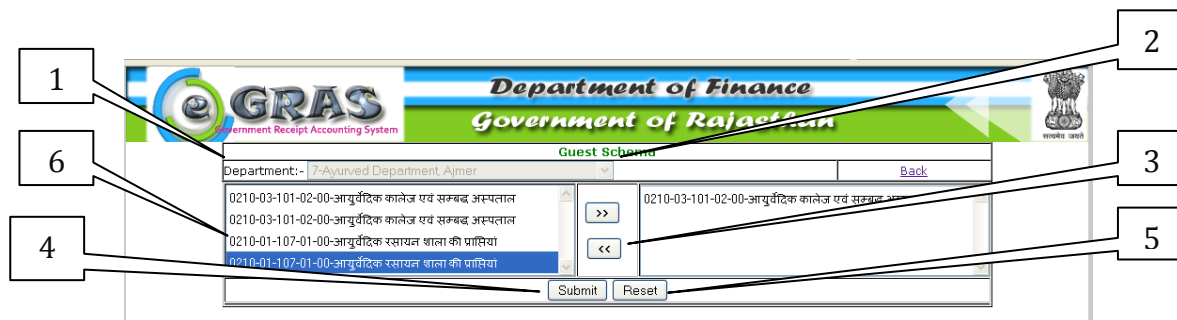 2
1
e GRAS
Government Receipt Accounting System
Department of Finance
Government of Rajasthan
सत्यमेव जयते
Guest Schema
Department:- 7-Ayurved Department, Ajmer
Back
6
3
0210-03-101-02-00-आयुर्वेदिक कालेज एवं सम्बद्ध अस्पताल
0210-03-101-02-00-आयुर्वेदिक कालेज एवं सम्बद्ध अस्पताल
0210-01-107-01-00-आयुर्वेदिक रसायन शाला की प्राप्तियां
0210-01-107-01-00-आयुर्वेदिक रसायन शाला की प्राप्तियां
>>
<<
0210-03-101-02-00-आयुर्वेदिक कालेज एवं सम्बद्ध
4
5
Submit
Reset